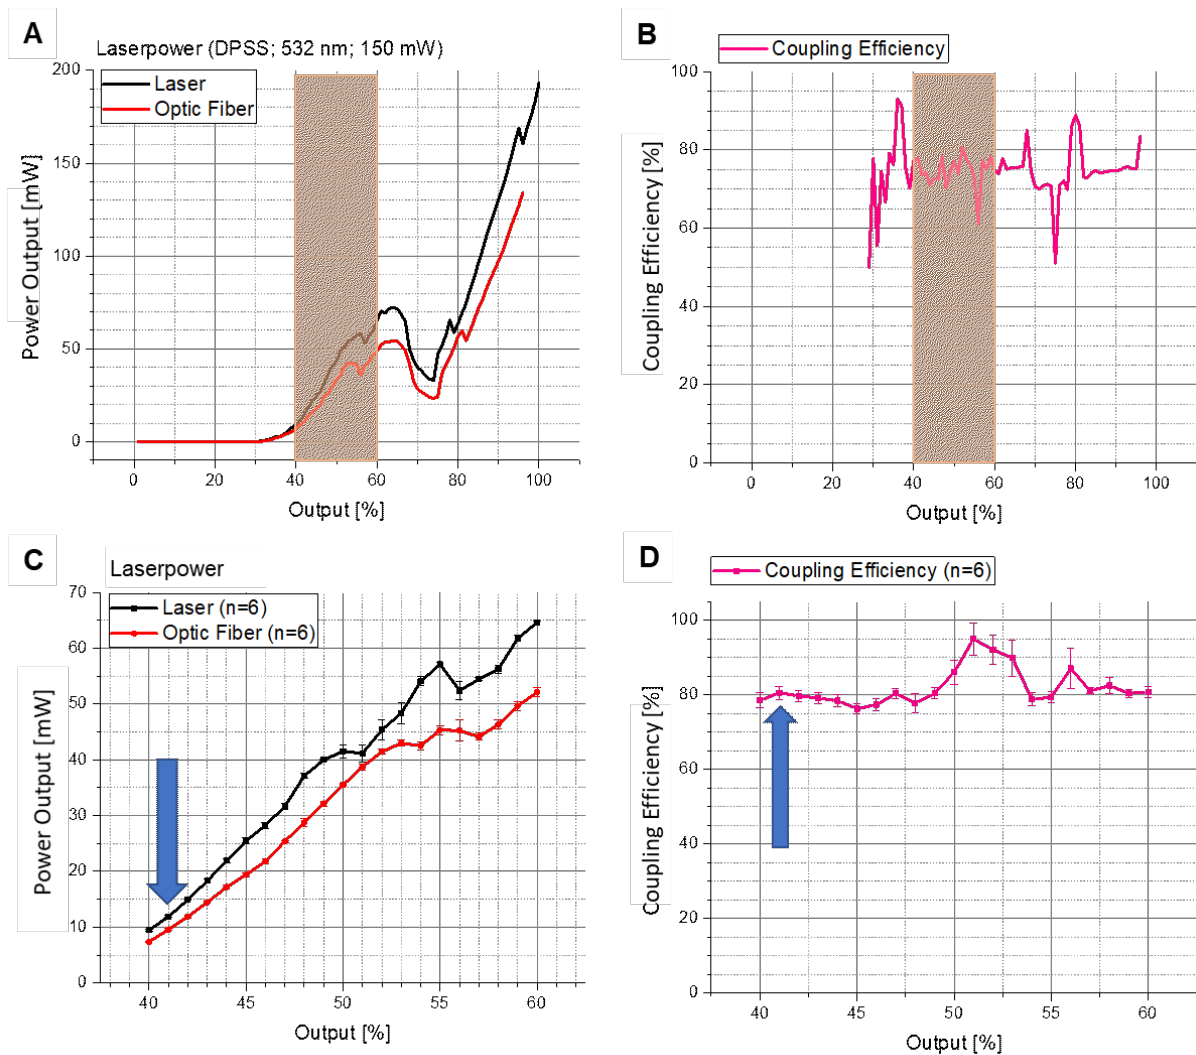 A
Laserpower (DPSS; 532 nm; 150 mW)
Laser
Optic Fiber
200
150
100
50
0
Power Output [mW]
0 20 40 60 80 100
Output [%]
B
Coupling Efficiency
100
80
60
40
20
0
Coupling Efficiency [%]
0 20 40 60 80 100
Output [%]
C
Laserpower
Laser (n=6)
Optic Fiber (n=6)
70
60
50
40
30
20
10
0
Power Output [mW]
40 45 50 55 60
Output [%]
D
Coupling Efficiency (n=6)
100
80
60
40
20
0
Coupling Efficiency [%]
40 45 50 55 60
Output [%]